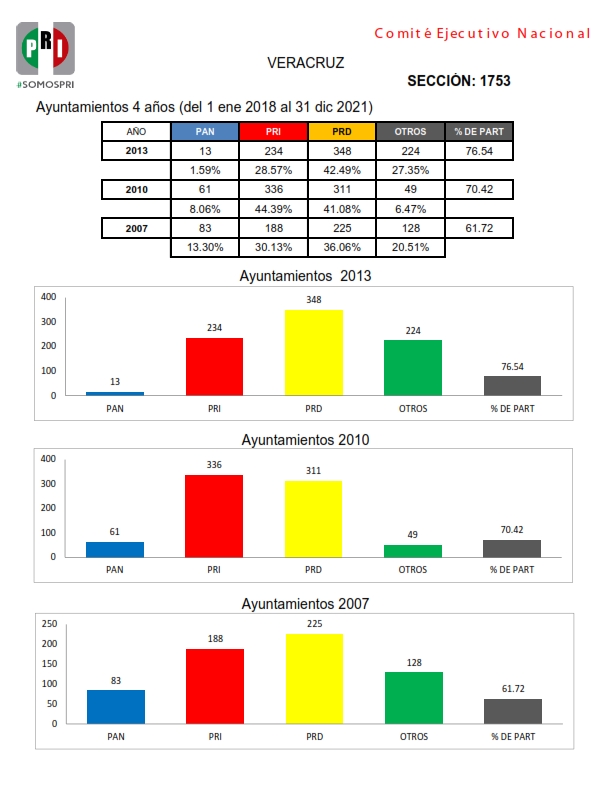 Comité Ejecutivo Nacional
PRI
#SOMOSPRI
VERACRUZ
SECCIÓN: 1753
Ayuntamientos 4 años (del 1 ene 2018 al 31 dic 2021)
AÑO PAN PRI PRD OTROS % DE PART
2013 13 234 348 224 76.54
1.59% 28.57% 42.49% 27.35%
2010 61 336 311 49 70.42
8.06% 44.39% 41.08% 6.47%
2007 83 188 225 128 61.72
13.30% 30.13% 36.06% 20.51%
Ayuntamientos 2013
400
300
200
100
0
13 234 348 224 76.54
PAN PRI PRD OTROS % DE PART
Ayuntamientos 2010
400
300
200
100
0
61 336 311 49 70.42
PAN PRI PRD OTROS % DE PART
Ayuntamientos 2007
250
200
150
100
50
0
83 188 225 128 61.72
PAN PRI PRD OTROS % DE PART